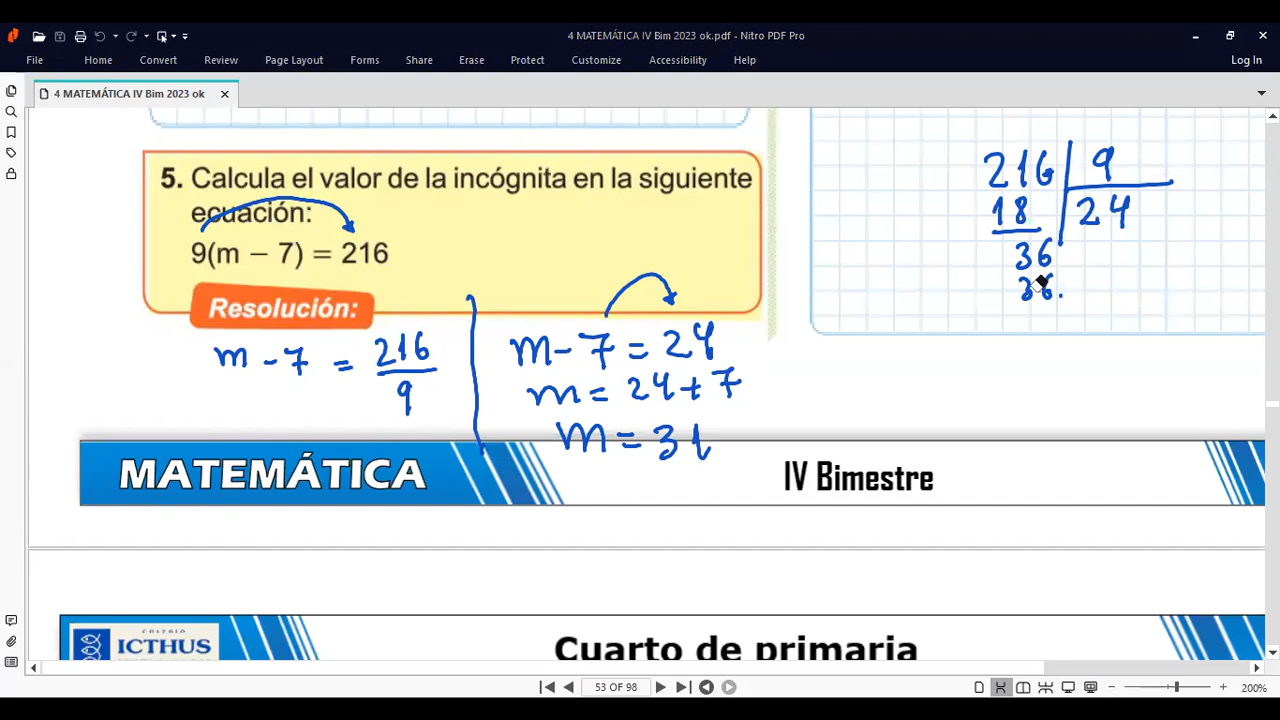 4 MATEMÁTICA IV Bim 2023 ok.pdf - Nitro PDF Pro
File Home Convert Review Page Layout Forms Share Erase Protect Customize Accessibility Help Log In
4 MATEMÁTICA IV Bim 2023 ok
5. Calcula el valor de la incógnita en la siguiente
ecuación:
9(m − 7) = 216
Resolución:
m - 7 = 216/9
m - 7 = 24
m = 24 + 7
m = 31
216 | 9
18 24
36
36.
MATEMÁTICA IV Bimestre
COLEGIO
ICTHUS
Cuarto de primaria
53 OF 98
200%